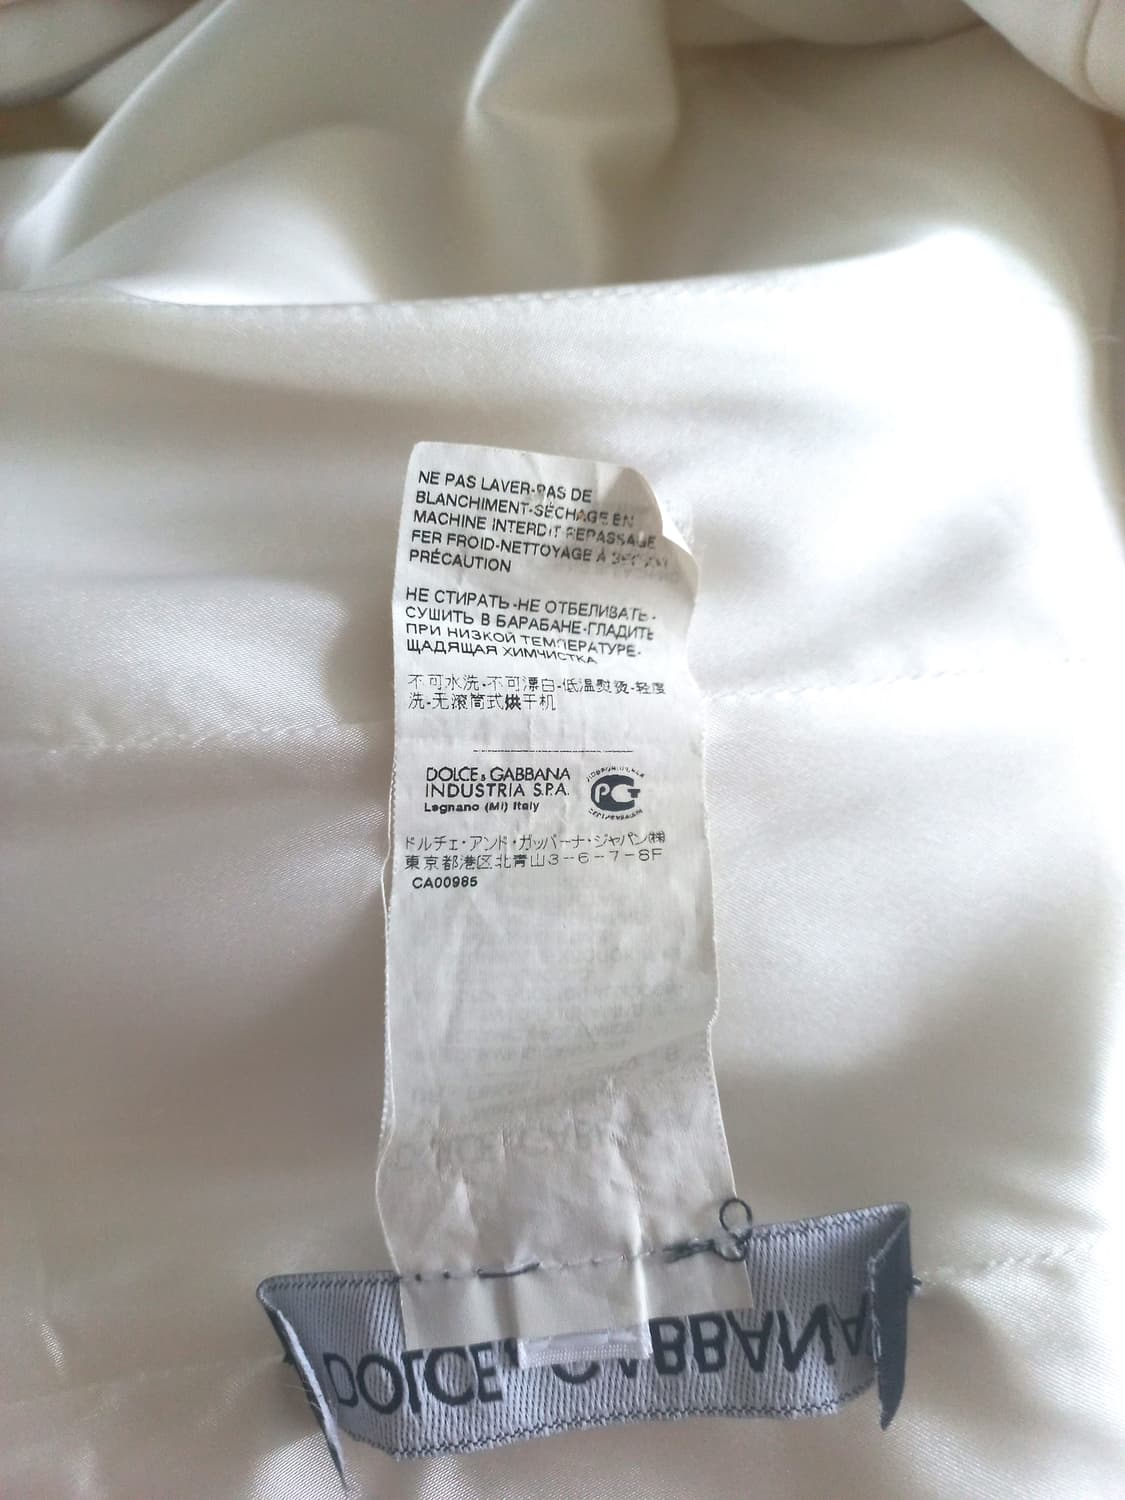 NE PAS LAVER-PAS DE
BLANCHIMENT-SÉCHAGE EN
MACHINE INTERDIT REPASSAGE
FER FROID-NETTOYAGE À
PRÉCAUTION
НЕ СТИРАТЬ-НЕ ОТБЕЛИВАТЬ-
СУШИТЬ В БАРАБАНЕ-ГЛАДИТЬ
ПРИ НИЗКОЙ ТЕМПЕРАТУРЕ-
ЩАДЯЩАЯ ХИМЧИСТКА
不可水洗-不可漂白-低温熨烫-轻度
洗-无滚筒式烘干机
DOLCE & GABBANA
INDUSTRIA S.P.A.
Legnano (MI) Italy
РСТ
ドルチェ・アンド・ガッバーナ・ジャパン(株)
東京都港区北青山3-6-7-8F
CA00985
DOLCE & GABBANA